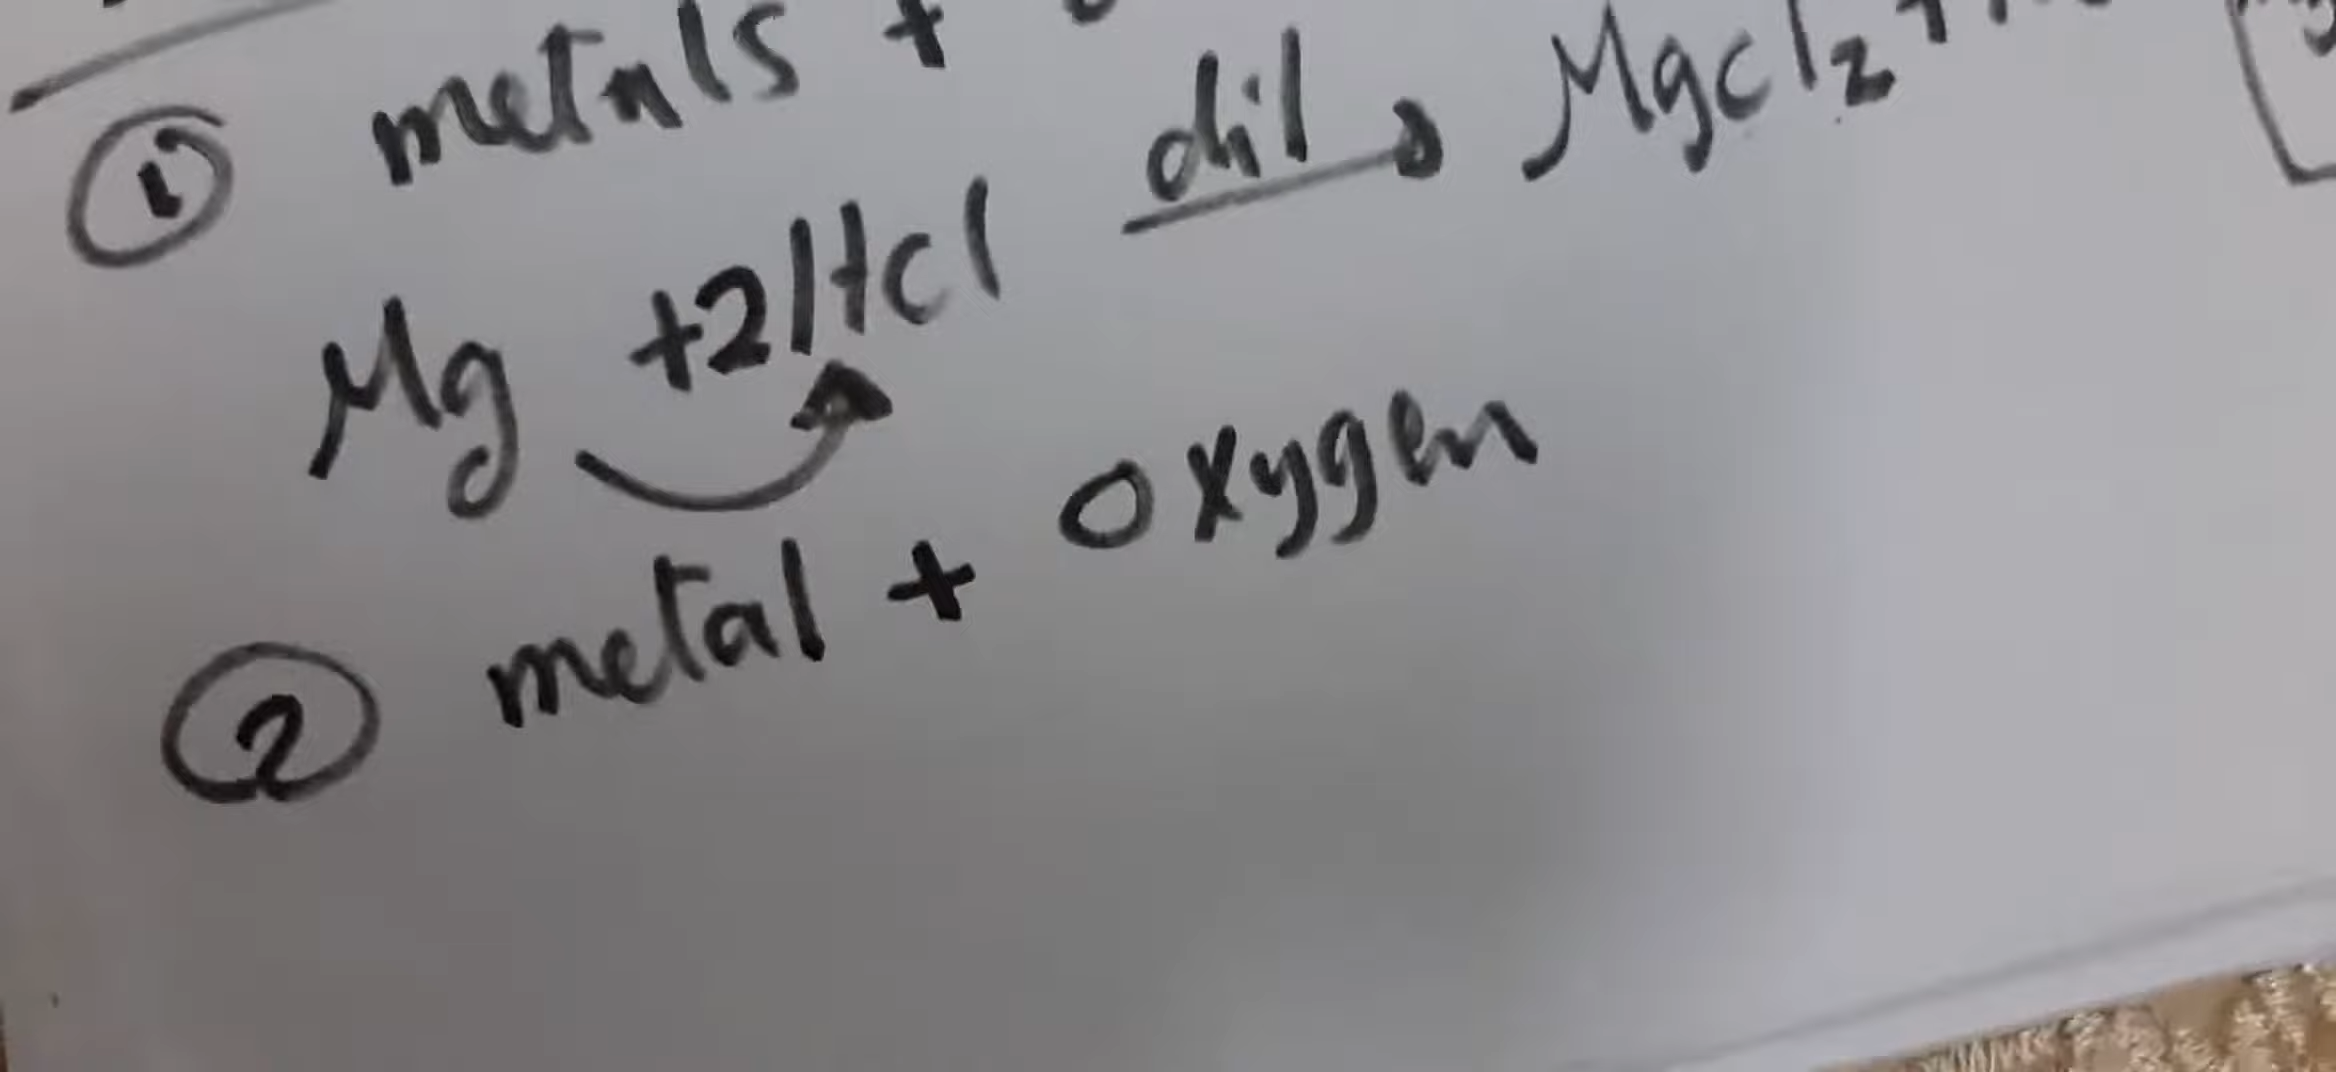 ① metals +
Mg +2HCl dil → MgCl₂ +
② metal + oxygen